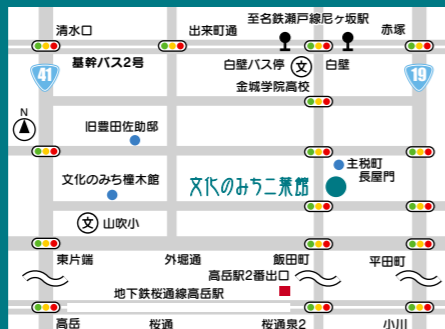 至名鉄瀬戸線尼ヶ坂駅
清水口
出来町通
赤塚
41
基幹バス2号
白壁バス停
文
白壁
19
金城学院高校
N
旧豊田佐助邸
主税町
長屋門
文化のみち橦木館
文化のみち二葉館
文
山吹小
東片端
外堀通
飯田町
平田町
高岳駅2番出口
地下鉄桜通線高岳駅
高岳
桜通
桜通泉2
小川